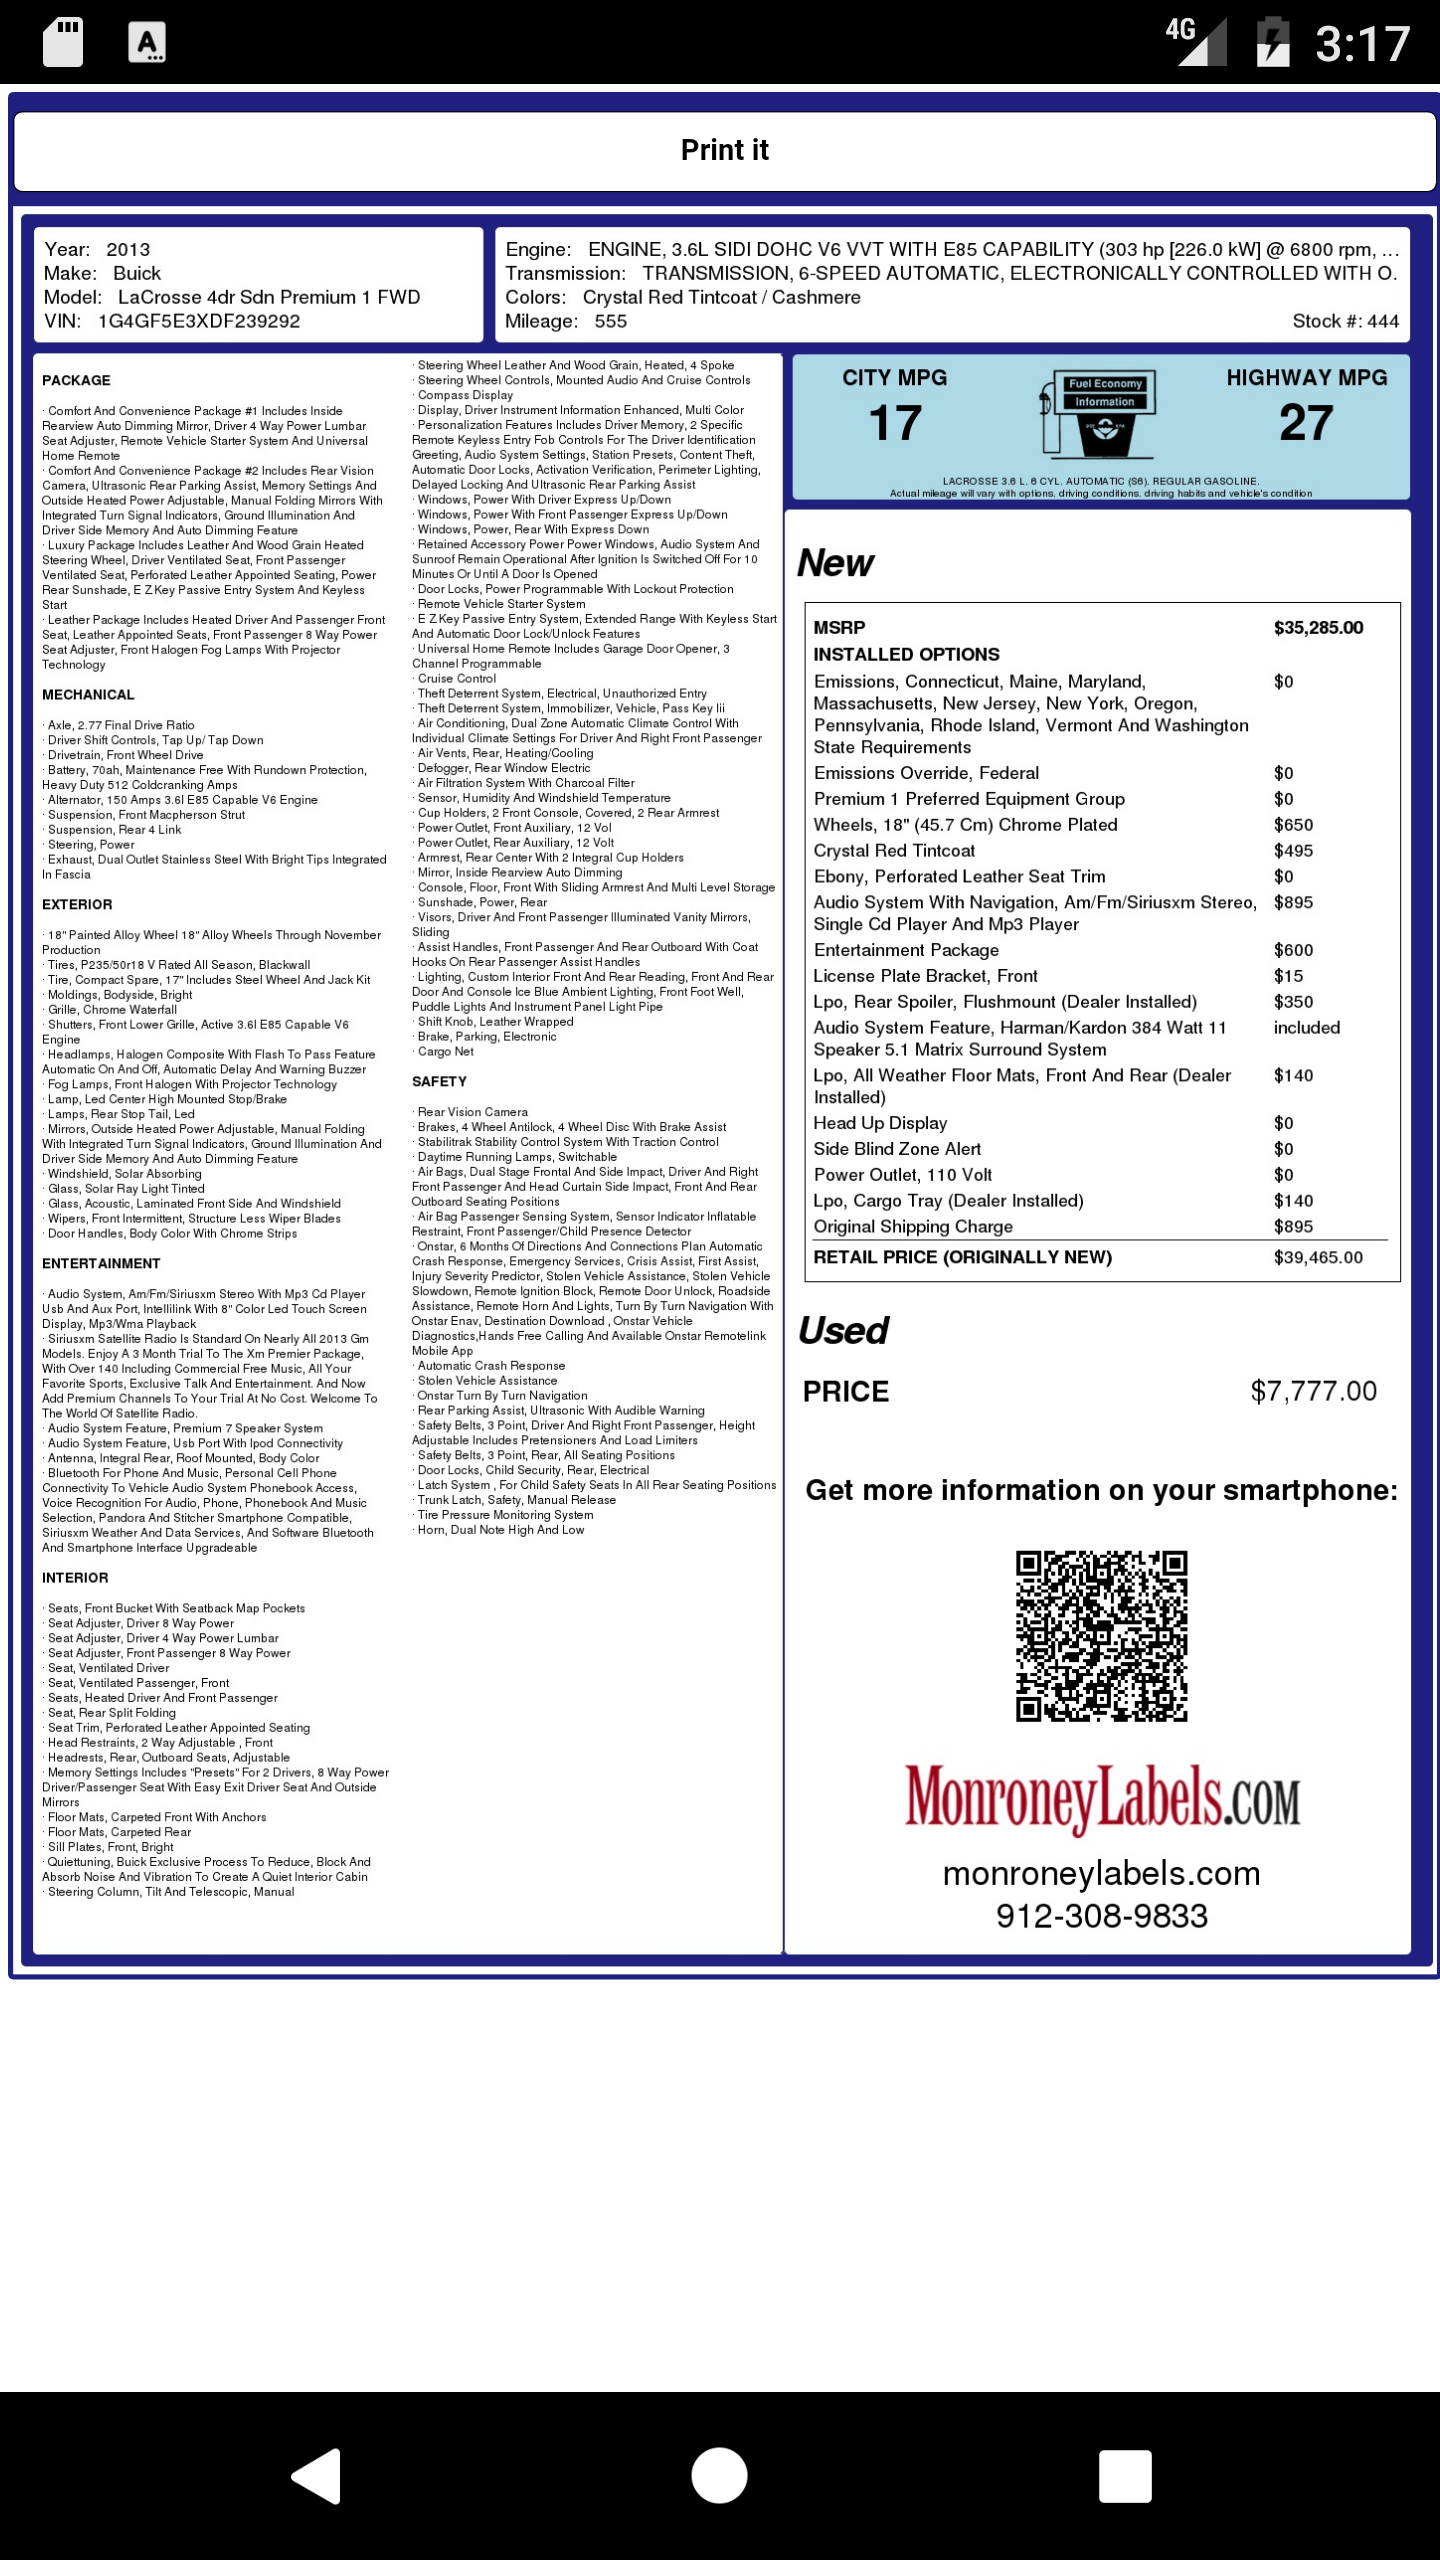 4G 3:17
A
Print it
Year: 2013
Make: Buick
Model: LaCrosse 4dr Sdn Premium 1 FWD
VIN: 1G4GF5E3XDF239292
Engine: ENGINE, 3.6L SIDI DOHC V6 VVT WITH E85 CAPABILITY (303 hp [226.0 kW] @ 6800 rpm, ...
Transmission: TRANSMISSION, 6-SPEED AUTOMATIC, ELECTRONICALLY CONTROLLED WITH O.
Colors: Crystal Red Tintcoat / Cashmere
Mileage: 555 Stock #: 444
PACKAGE
· Comfort And Convenience Package #1 Includes Inside
Rearview Auto Dimming Mirror, Driver 4 Way Power Lumbar
Seat Adjuster, Remote Vehicle Starter System And Universal
Home Remote
· Comfort And Convenience Package #2 Includes Rear Vision
Camera, Ultrasonic Rear Parking Assist, Memory Settings And
Outside Heated Power Adjustable, Manual Folding Mirrors With
Integrated Turn Signal Indicators, Ground Illumination And
Driver Side Memory And Auto Dimming Feature
· Luxury Package Includes Leather And Wood Grain Heated
Steering Wheel, Driver Ventilated Seat, Front Passenger
Ventilated Seat, Perforated Leather Appointed Seating, Power
Rear Sunshade, E Z Key Passive Entry System And Keyless
Start
· Leather Package Includes Heated Driver And Passenger Front
Seat, Leather Appointed Seats, Front Passenger 8 Way Power
Seat Adjuster, Front Halogen Fog Lamps With Projector
Technology
MECHANICAL
· Axle, 2.77 Final Drive Ratio
· Driver Shift Controls, Tap Up/ Tap Down
· Drivetrain, Front Wheel Drive
· Battery, 70ah, Maintenance Free With Rundown Protection,
Heavy Duty 512 Coldcranking Amps
· Alternator, 150 Amps 3.6l E85 Capable V6 Engine
· Suspension, Front Macpherson Strut
· Suspension, Rear 4 Link
· Steering, Power
· Exhaust, Dual Outlet Stainless Steel With Bright Tips Integrated
In Fascia
EXTERIOR
· 18" Painted Alloy Wheel 18" Alloy Wheels Through November
Production
· Tires, P235/50r18 V Rated All Season, Blackwall
· Tire, Compact Spare, 17" Includes Steel Wheel And Jack Kit
· Moldings, Bodyside, Bright
· Grille, Chrome Waterfall
· Shutters, Front Lower Grille, Active 3.6l E85 Capable V6
Engine
· Headlamps, Halogen Composite With Flash To Pass Feature
Automatic On And Off, Automatic Delay And Warning Buzzer
· Fog Lamps, Front Halogen With Projector Technology
· Lamp, Led Center High Mounted Stop/Brake
· Lamps, Rear Stop Tail, Led
· Mirrors, Outside Heated Power Adjustable, Manual Folding
With Integrated Turn Signal Indicators, Ground Illumination And
Driver Side Memory And Auto Dimming Feature
· Windshield, Solar Absorbing
· Glass, Solar Ray Light Tinted
· Glass, Acoustic, Laminated Front Side And Windshield
· Wipers, Front Intermittent, Structure Less Wiper Blades
· Door Handles, Body Color With Chrome Strips
ENTERTAINMENT
· Audio System, Am/Fm/Siriusxm Stereo With Mp3 Cd Player
Usb And Aux Port, Intellilink With 8" Color Led Touch Screen
Display, Mp3/Wma Playback
· Siriusxm Satellite Radio Is Standard On Nearly All 2013 Gm
Models. Enjoy A 3 Month Trial To The Xm Premier Package,
With Over 140 Including Commercial Free Music, All Your
Favorite Sports, Exclusive Talk And Entertainment. And Now
Add Premium Channels To Your Trial At No Cost. Welcome To
The World Of Satellite Radio.
· Audio System Feature, Premium 7 Speaker System
· Audio System Feature, Usb Port With Ipod Connectivity
· Antenna, Integral Rear, Roof Mounted, Body Color
· Bluetooth For Phone And Music, Personal Cell Phone
Connectivity To Vehicle Audio System Phonebook Access,
Voice Recognition For Audio, Phone, Phonebook And Music
Selection, Pandora And Stitcher Smartphone Compatible,
Siriusxm Weather And Data Services, And Software Bluetooth
And Smartphone Interface Upgradeable
INTERIOR
· Seats, Front Bucket With Seatback Map Pockets
· Seat Adjuster, Driver 8 Way Power
· Seat Adjuster, Driver 4 Way Power Lumbar
· Seat Adjuster, Front Passenger 8 Way Power
· Seat, Ventilated Driver
· Seat, Ventilated Passenger, Front
· Seats, Heated Driver And Front Passenger
· Seat, Rear Split Folding
· Seat Trim, Perforated Leather Appointed Seating
· Head Restraints, 2 Way Adjustable , Front
· Headrests, Rear, Outboard Seats, Adjustable
· Memory Settings Includes "Presets" For 2 Drivers, 8 Way Power
Driver/Passenger Seat With Easy Exit Driver Seat And Outside
Mirrors
· Floor Mats, Carpeted Front With Anchors
· Floor Mats, Carpeted Rear
· Sill Plates, Front, Bright
· Quiettuning, Buick Exclusive Process To Reduce, Block And
Absorb Noise And Vibration To Create A Quiet Interior Cabin
· Steering Column, Tilt And Telescopic, Manual
· Steering Wheel Leather And Wood Grain, Heated, 4 Spoke
· Steering Wheel Controls, Mounted Audio And Cruise Controls
· Compass Display
· Display, Driver Instrument Information Enhanced, Multi Color
· Personalization Features Includes Driver Memory, 2 Specific
Remote Keyless Entry Fob Controls For The Driver Identification
Greeting, Audio System Settings, Station Presets, Content Theft,
Automatic Door Locks, Activation Verification, Perimeter Lighting,
Delayed Locking And Ultrasonic Rear Parking Assist
· Windows, Power With Driver Express Up/Down
· Windows, Power With Front Passenger Express Up/Down
· Windows, Power, Rear With Express Down
· Retained Accessory Power Power Windows, Audio System And
Sunroof Remain Operational After Ignition Is Switched Off For 10
Minutes Or Until A Door Is Opened
· Door Locks, Power Programmable With Lockout Protection
· Remote Vehicle Starter System
· E Z Key Passive Entry System, Extended Range With Keyless Start
And Automatic Door Lock/Unlock Features
· Universal Home Remote Includes Garage Door Opener, 3
Channel Programmable
· Cruise Control
· Theft Deterrent System, Electrical, Unauthorized Entry
· Theft Deterrent System, Immobilizer, Vehicle, Pass Key Iii
· Air Conditioning, Dual Zone Automatic Climate Control With
Individual Climate Settings For Driver And Right Front Passenger
· Air Vents, Rear, Heating/Cooling
· Defogger, Rear Window Electric
· Air Filtration System With Charcoal Filter
· Sensor, Humidity And Windshield Temperature
· Cup Holders, 2 Front Console, Covered, 2 Rear Armrest
· Power Outlet, Front Auxiliary, 12 Vol
· Power Outlet, Rear Auxiliary, 12 Volt
· Armrest, Rear Center With 2 Integral Cup Holders
· Mirror, Inside Rearview Auto Dimming
· Console, Floor, Front With Sliding Armrest And Multi Level Storage
· Sunshade, Power, Rear
· Visors, Driver And Front Passenger Illuminated Vanity Mirrors,
Sliding
· Assist Handles, Front Passenger And Rear Outboard With Coat
Hooks On Rear Passenger Assist Handles
· Lighting, Custom Interior Front And Rear Reading, Front And Rear
Door And Console Ice Blue Ambient Lighting, Front Foot Well,
Puddle Lights And Instrument Panel Light Pipe
· Shift Knob, Leather Wrapped
· Brake, Parking, Electronic
· Cargo Net
SAFETY
· Rear Vision Camera
· Brakes, 4 Wheel Antilock, 4 Wheel Disc With Brake Assist
· Stabilitrak Stability Control System With Traction Control
· Daytime Running Lamps, Switchable
· Air Bags, Dual Stage Frontal And Side Impact, Driver And Right
Front Passenger And Head Curtain Side Impact, Front And Rear
Outboard Seating Positions
· Air Bag Passenger Sensing System, Sensor Indicator Inflatable
Restraint, Front Passenger/Child Presence Detector
· Onstar, 6 Months Of Directions And Connections Plan Automatic
Crash Response, Emergency Services, Crisis Assist, First Assist,
Injury Severity Predictor, Stolen Vehicle Assistance, Stolen Vehicle
Slowdown, Remote Ignition Block, Remote Door Unlock, Roadside
Assistance, Remote Horn And Lights, Turn By Turn Navigation With
Onstar Enav, Destination Download , Onstar Vehicle
Diagnostics,Hands Free Calling And Available Onstar Remotelink
Mobile App
· Automatic Crash Response
· Stolen Vehicle Assistance
· Onstar Turn By Turn Navigation
· Rear Parking Assist, Ultrasonic With Audible Warning
· Safety Belts, 3 Point, Driver And Right Front Passenger, Height
Adjustable Includes Pretensioners And Load Limiters
· Safety Belts, 3 Point, Rear, All Seating Positions
· Door Locks, Child Security, Rear, Electrical
· Latch System , For Child Safety Seats In All Rear Seating Positions
· Trunk Latch, Safety, Manual Release
· Tire Pressure Monitoring System
· Horn, Dual Note High And Low
CITY MPG
17
Fuel Economy
Information
HIGHWAY MPG
27
LACROSSE 3.6 L, 6 CYL. AUTOMATIC (S6). REGULAR GASOLINE.
Actual mileage will vary with options, driving conditions, driving habits and vehicle's condition
New
MSRP $35,285.00
INSTALLED OPTIONS
Emissions, Connecticut, Maine, Maryland, $0
Massachusetts, New Jersey, New York, Oregon,
Pennsylvania, Rhode Island, Vermont And Washington
State Requirements
Emissions Override, Federal $0
Premium 1 Preferred Equipment Group $0
Wheels, 18" (45.7 Cm) Chrome Plated $650
Crystal Red Tintcoat $495
Ebony, Perforated Leather Seat Trim $0
Audio System With Navigation, Am/Fm/Siriusxm Stereo, $895
Single Cd Player And Mp3 Player
Entertainment Package $600
License Plate Bracket, Front $15
Lpo, Rear Spoiler, Flushmount (Dealer Installed) $350
Audio System Feature, Harman/Kardon 384 Watt 11 included
Speaker 5.1 Matrix Surround System
Lpo, All Weather Floor Mats, Front And Rear (Dealer $140
Installed)
Head Up Display $0
Side Blind Zone Alert $0
Power Outlet, 110 Volt $0
Lpo, Cargo Tray (Dealer Installed) $140
Original Shipping Charge $895
RETAIL PRICE (ORIGINALLY NEW) $39,465.00
Used
PRICE $7,777.00
Get more information on your smartphone:
MonroneyLabels.com
monroneylabels.com
912-308-9833